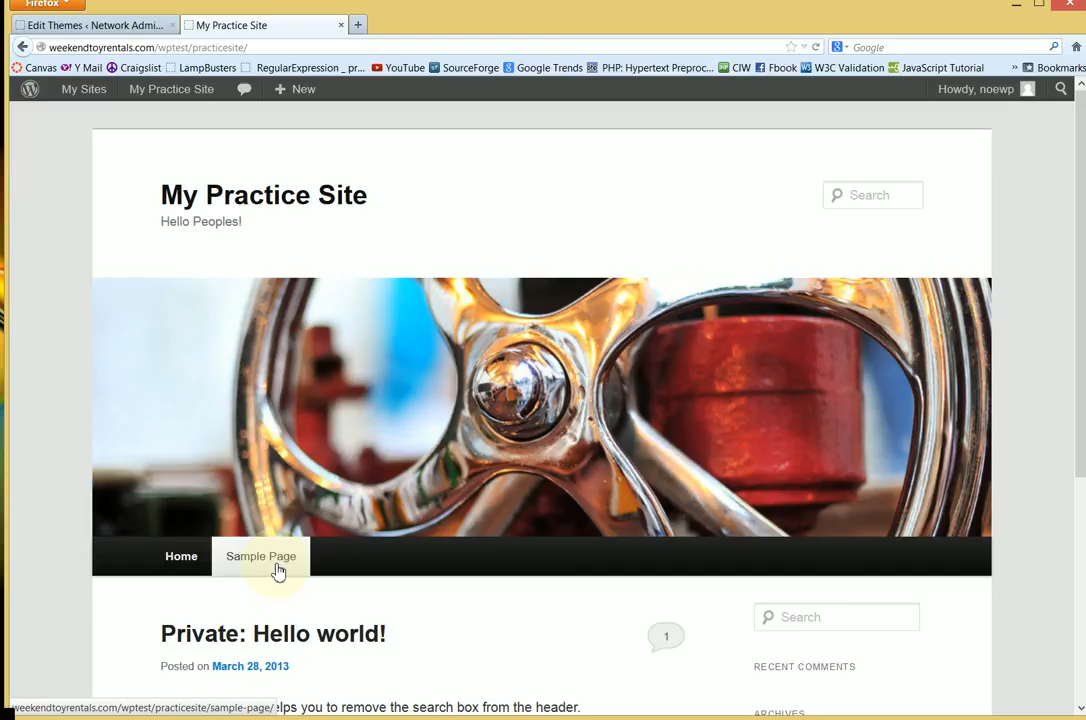 Firefox
Edit Themes ‹ Network Admi...
My Practice Site
weekendtoyrentals.com/wptest/practicesite/
Google
Canvas Y! Mail Craigslist LampBusters RegularExpression _ pr... YouTube SourceForge Google Trends PHP: Hypertext Preproc... CIW Fbook W3C Validation JavaScript Tutorial » Bookmarks
My Sites My Practice Site + New Howdy, noewp
My Practice Site
Search
Hello Peoples!
Home Sample Page
Private: Hello world!
1
Search
Posted on March 28, 2013
RECENT COMMENTS
elps you to remove the search box from the header.
weekendtoyrentals.com/wptest/practicesite/sample-page/
ARCHIVES